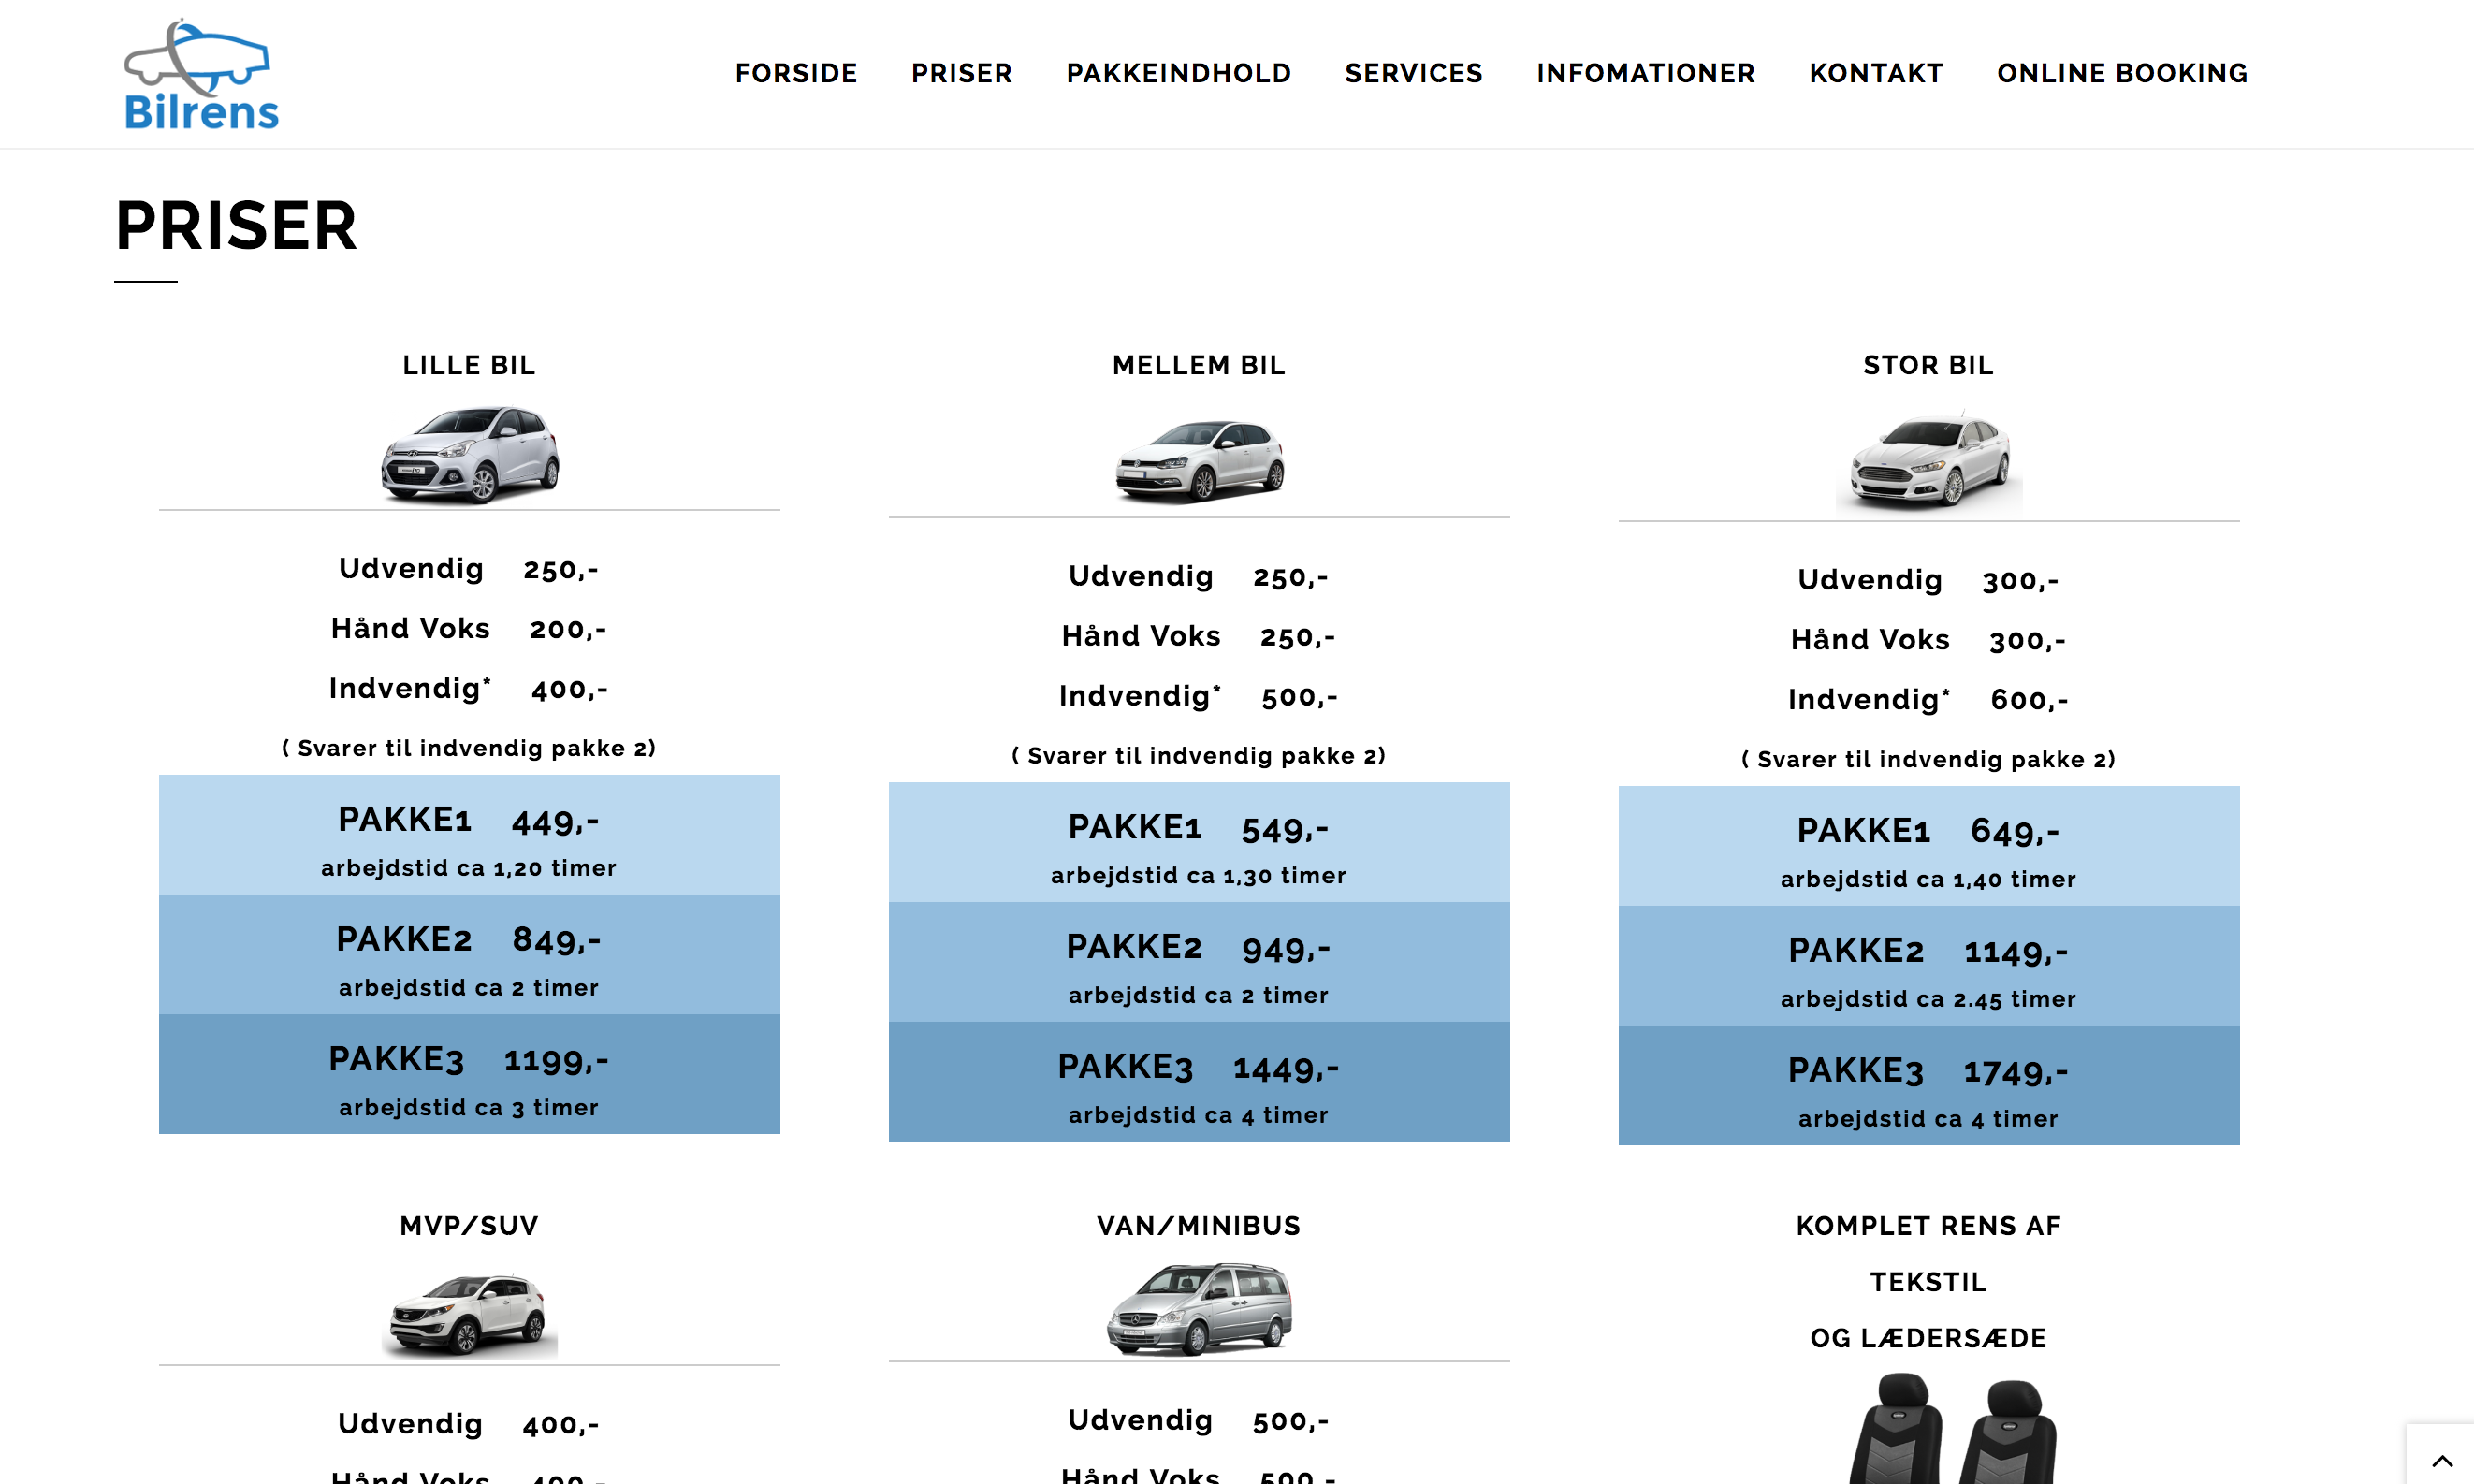 Bilrens
FORSIDE PRISER PAKKEINDHOLD SERVICES INFOMATIONER KONTAKT ONLINE BOOKING
PRISER
LILLE BIL
Udvendig 250,-
Hånd Voks 200,-
Indvendig* 400,-
( Svarer til indvendig pakke 2)
PAKKE1 449,-
arbejdstid ca 1,20 timer
PAKKE2 849,-
arbejdstid ca 2 timer
PAKKE3 1199,-
arbejdstid ca 3 timer
MELLEM BIL
Udvendig 250,-
Hånd Voks 250,-
Indvendig* 500,-
( Svarer til indvendig pakke 2)
PAKKE1 549,-
arbejdstid ca 1,30 timer
PAKKE2 949,-
arbejdstid ca 2 timer
PAKKE3 1449,-
arbejdstid ca 4 timer
STOR BIL
Udvendig 300,-
Hånd Voks 300,-
Indvendig* 600,-
( Svarer til indvendig pakke 2)
PAKKE1 649,-
arbejdstid ca 1,40 timer
PAKKE2 1149,-
arbejdstid ca 2.45 timer
PAKKE3 1749,-
arbejdstid ca 4 timer
MVP/SUV
Udvendig 400,-
Hånd Voks 400,-
VAN/MINIBUS
Udvendig 500,-
Hånd Voks 500,-
KOMPLET RENS AF
TEKSTIL
OG LÆDERSÆDE